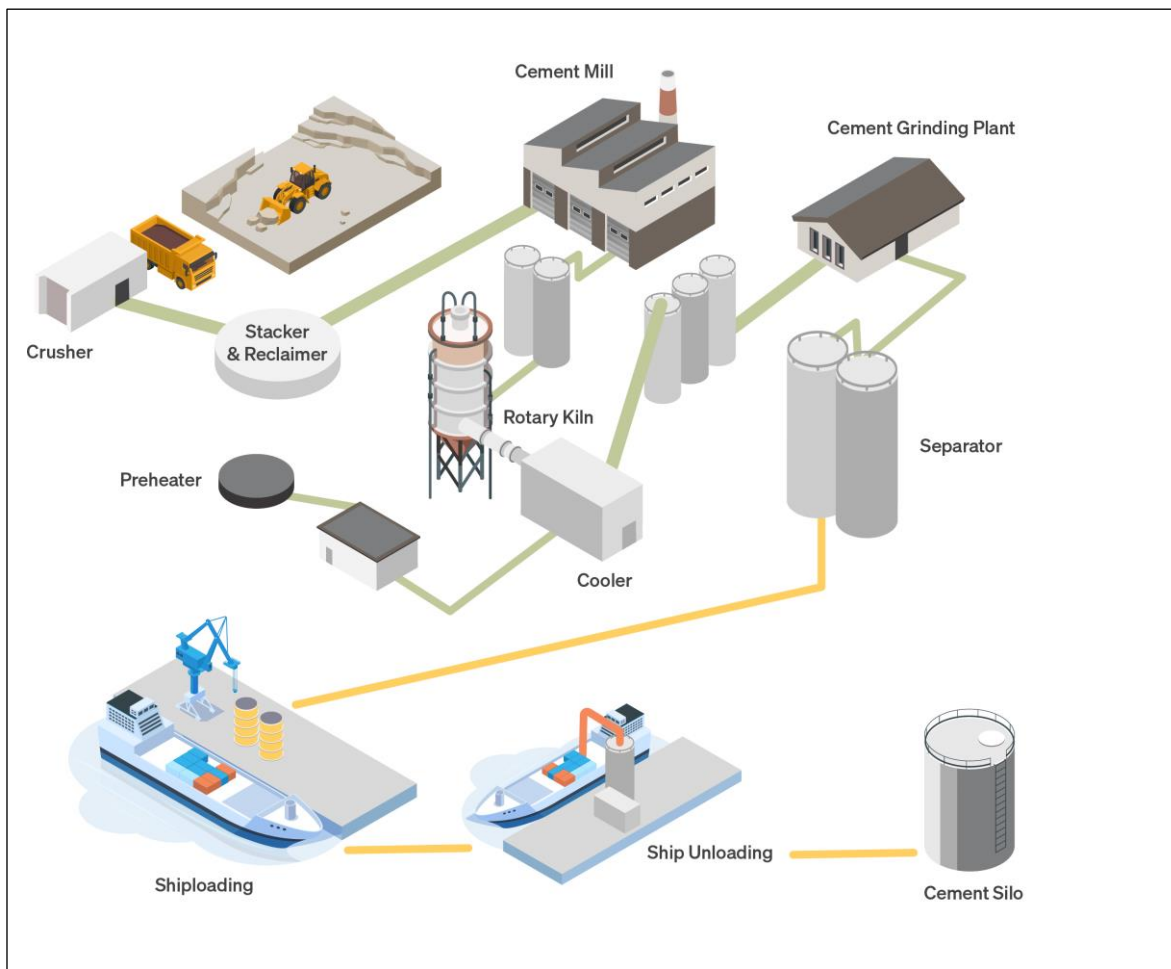 Cement Mill
Cement Grinding Plant
Crusher
Stacker
& Reclaimer
Rotary Kiln
Separator
Preheater
Cooler
Shiploading
Ship Unloading
Cement Silo